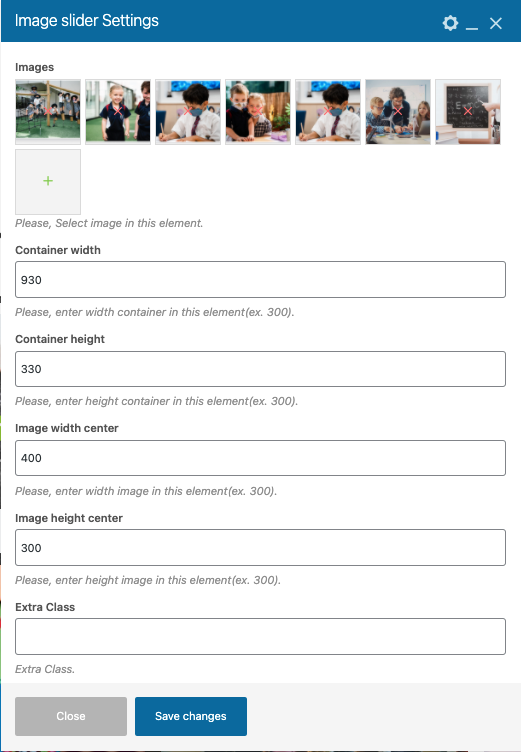 Image slider Settings
Images
Please, Select image in this element.
Container width
930
Please, enter width container in this element(ex. 300).
Container height
330
Please, enter height container in this element(ex. 300).
Image width center
400
Please, enter width image in this element(ex. 300).
Image height center
300
Please, enter height image in this element(ex. 300).
Extra Class
Extra Class.
Close
Save changes